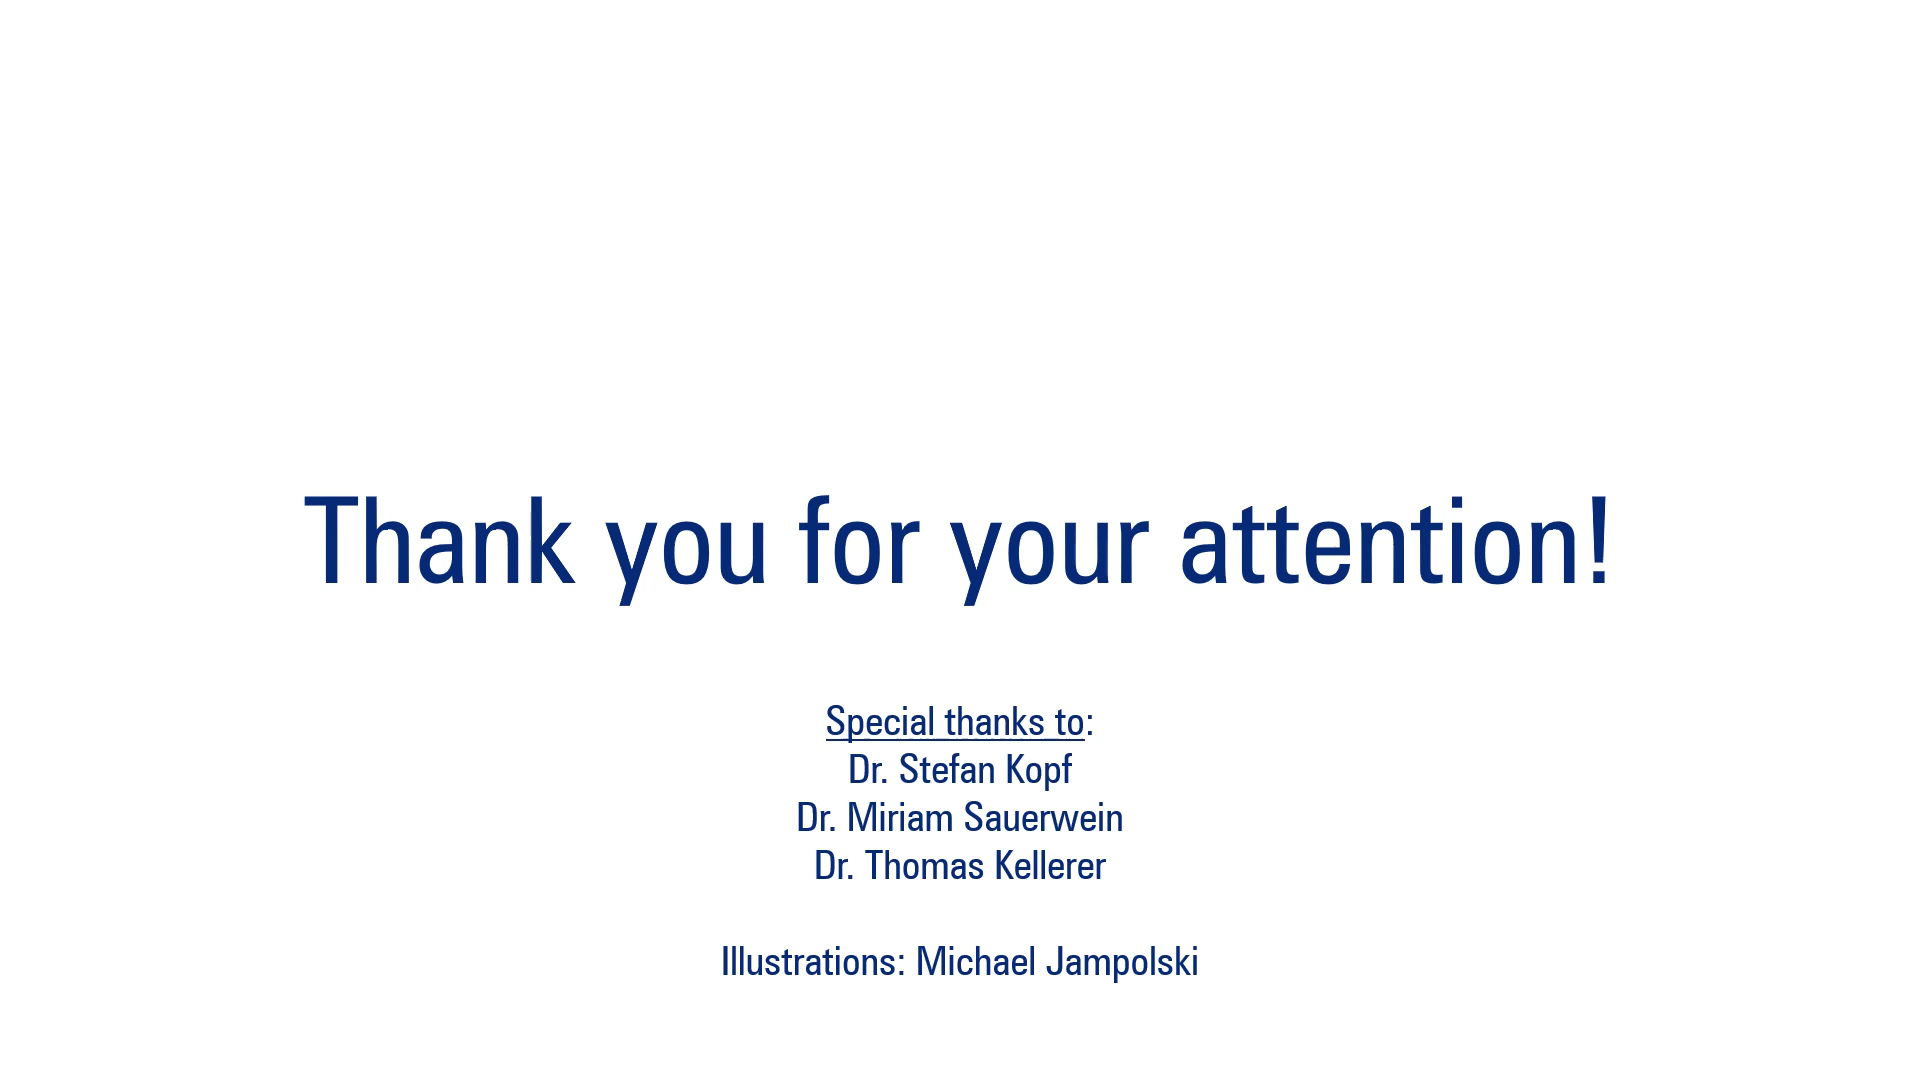 Thank you for your attention!
Special thanks to:
Dr. Stefan Kopf
Dr. Miriam Sauerwein
Dr. Thomas Kellerer
Illustrations: Michael Jampolski